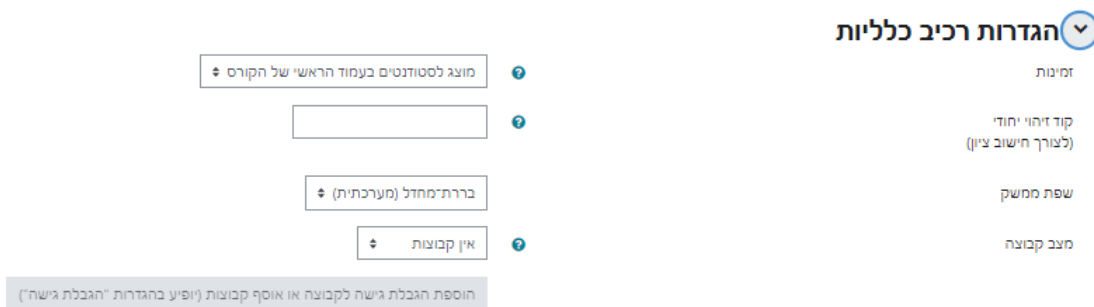 הגדרות רכיב כלליות
זמינות
מוצג לסטודנטים בעמוד הראשי של הקורס
קוד זיהוי יחודי
(לצורך חישוב ציון)
שפת ממשק
בררת־מחדל (מערכתית)
מצב קבוצה
אין קבוצות
הוספת הגבלת גישה לקבוצה או אוסף קבוצות (יופיע בהגדרות "הגבלת גישה")